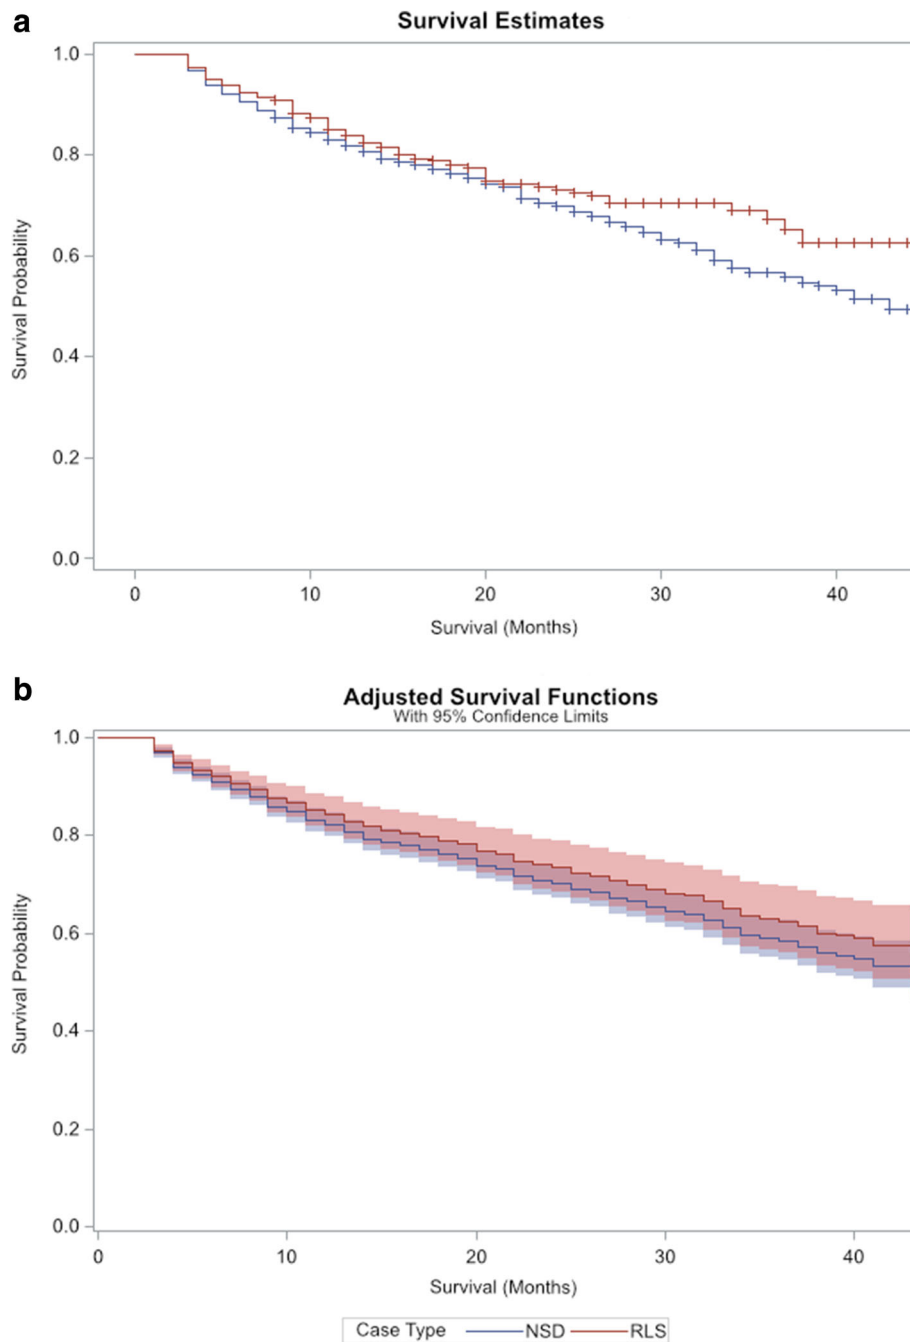 a
Survival Estimates
1.0
0.8
0.6
0.4
0.2
0.0
Survival Probability
0 10 20 30 40
Survival (Months)
b
Adjusted Survival Functions
With 95% Confidence Limits
1.0
0.8
0.6
0.4
0.2
0.0
Survival Probability
0 10 20 30 40
Survival (Months)
Case Type NSD RLS